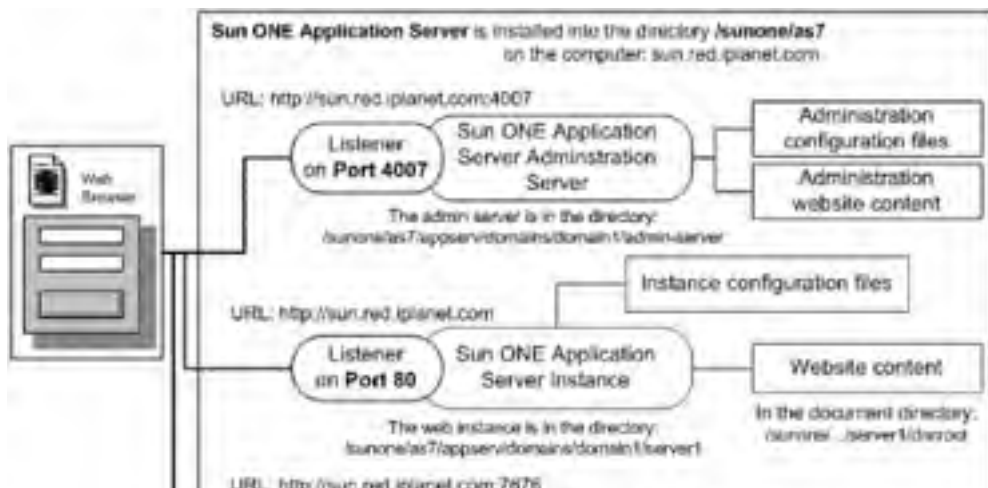 Sun ONE Application Server is installed into the directory /sunone/as7
on the computer: sun.red.iplanet.com
URL: http://sun.red.iplanet.com:4007
Listener
on Port 4007
Sun ONE Application
Server Adminstration
Server
Administration
configuration files
Administration
website content
Web
Browser
The admin server is in the directory:
/sunone/as7/appserv/domains/domain1/admin-server
Instance configuration files
URL: http://sun.red.iplanet.com
Listener
on Port 80
Sun ONE Application
Server Instance
Website content
The web instance is in the directory:
/sunone/as7/appserv/domains/domain1/server1
In the document directory:
/sunone/.../server1/docroot
URL: http://sun.red.iplanet.com:7676